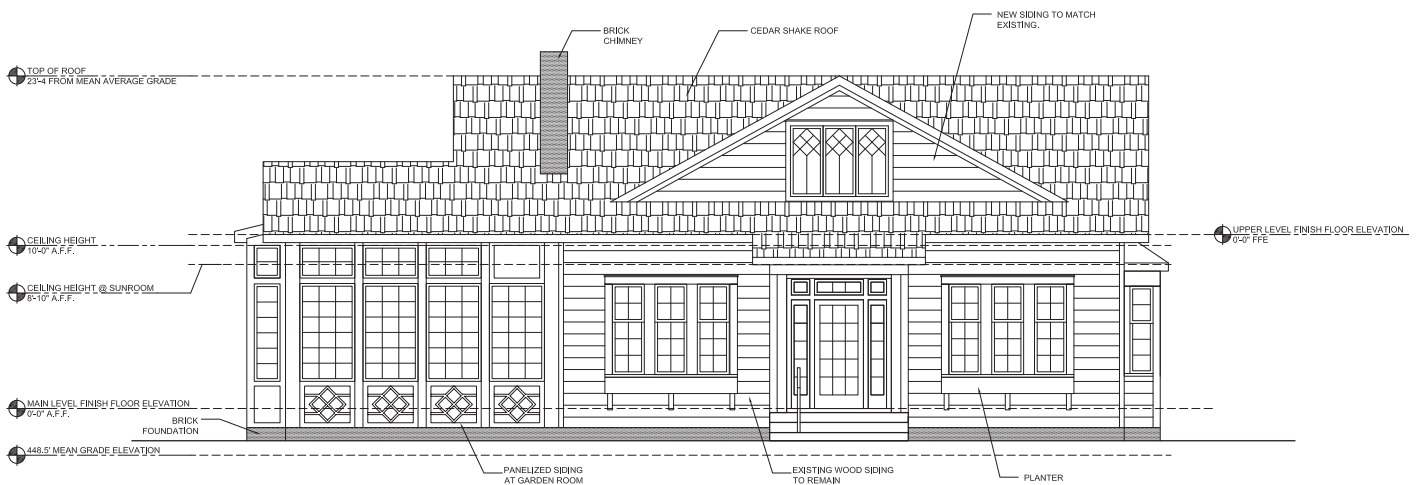 NEW SIDING TO MATCH
EXISTING.
BRICK
CHIMNEY
CEDAR SHAKE ROOF
TOP OF ROOF
23'-4 FROM MEAN AVERAGE GRADE
UPPER LEVEL FINISH FLOOR ELEVATION
0'-0" FFE
CEILING HEIGHT
10'-0" A.F.F.
CEILING HEIGHT @ SUNROOM
8'-10" A.F.F.
MAIN LEVEL FINISH FLOOR ELEVATION
0'-0" A.F.F.
BRICK
FOUNDATION
448.5' MEAN GRADE ELEVATION
PANELIZED SIDING
AT GARDEN ROOM
EXISTING WOOD SIDING
TO REMAIN
PLANTER